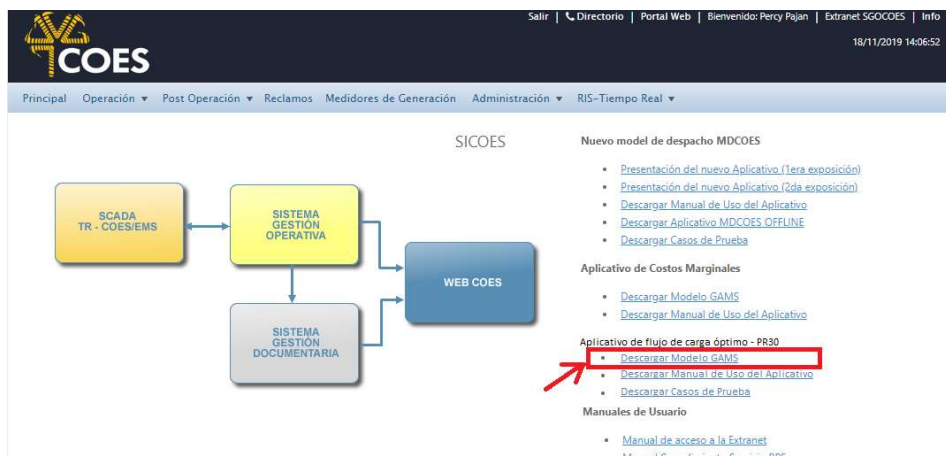 Salir | Directorio | Portal Web | Bienvenido: Percy Pajan | Extranet SGOCOES | Info
18/11/2019 14:06:52
COES
Principal Operación Post Operación Reclamos Medidores de Generación Administración RIS-Tiempo Real
SICOES
SCADA
TR - COES/EMS
SISTEMA
GESTIÓN
OPERATIVA
WEB COES
SISTEMA
GESTIÓN
DOCUMENTARIA
Nuevo model de despacho MDCOES
Presentación del nuevo Aplicativo (1era exposición)
Presentación del nuevo Aplicativo (2da exposición)
Descargar Manual de Uso del Aplicativo
Descargar Aplicativo MDCOES OFFLINE
Descargar Casos de Prueba
Aplicativo de Costos Marginales
Descargar Modelo GAMS
Descargar Manual de Uso del Aplicativo
Aplicativo de flujo de carga óptimo - PR30
Descargar Modelo GAMS
Descargar Manual de Uso del Aplicativo
Descargar Casos de Prueba
Manuales de Usuario
Manual de acceso a la Extranet